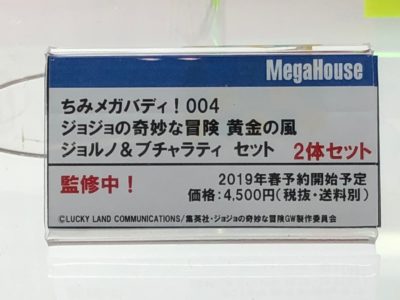 MegaHouse
ちみメガバディ！004
ジョジョの奇妙な冒険 黄金の風
ジョルノ＆ブチャラティ セット 2体セット
監修中！
2019年春予約開始予定
価格：4,500円(税抜・送料別)
©LUCKY LAND COMMUNICATIONS/集英社・ジョジョの奇妙な冒険GW製作委員会